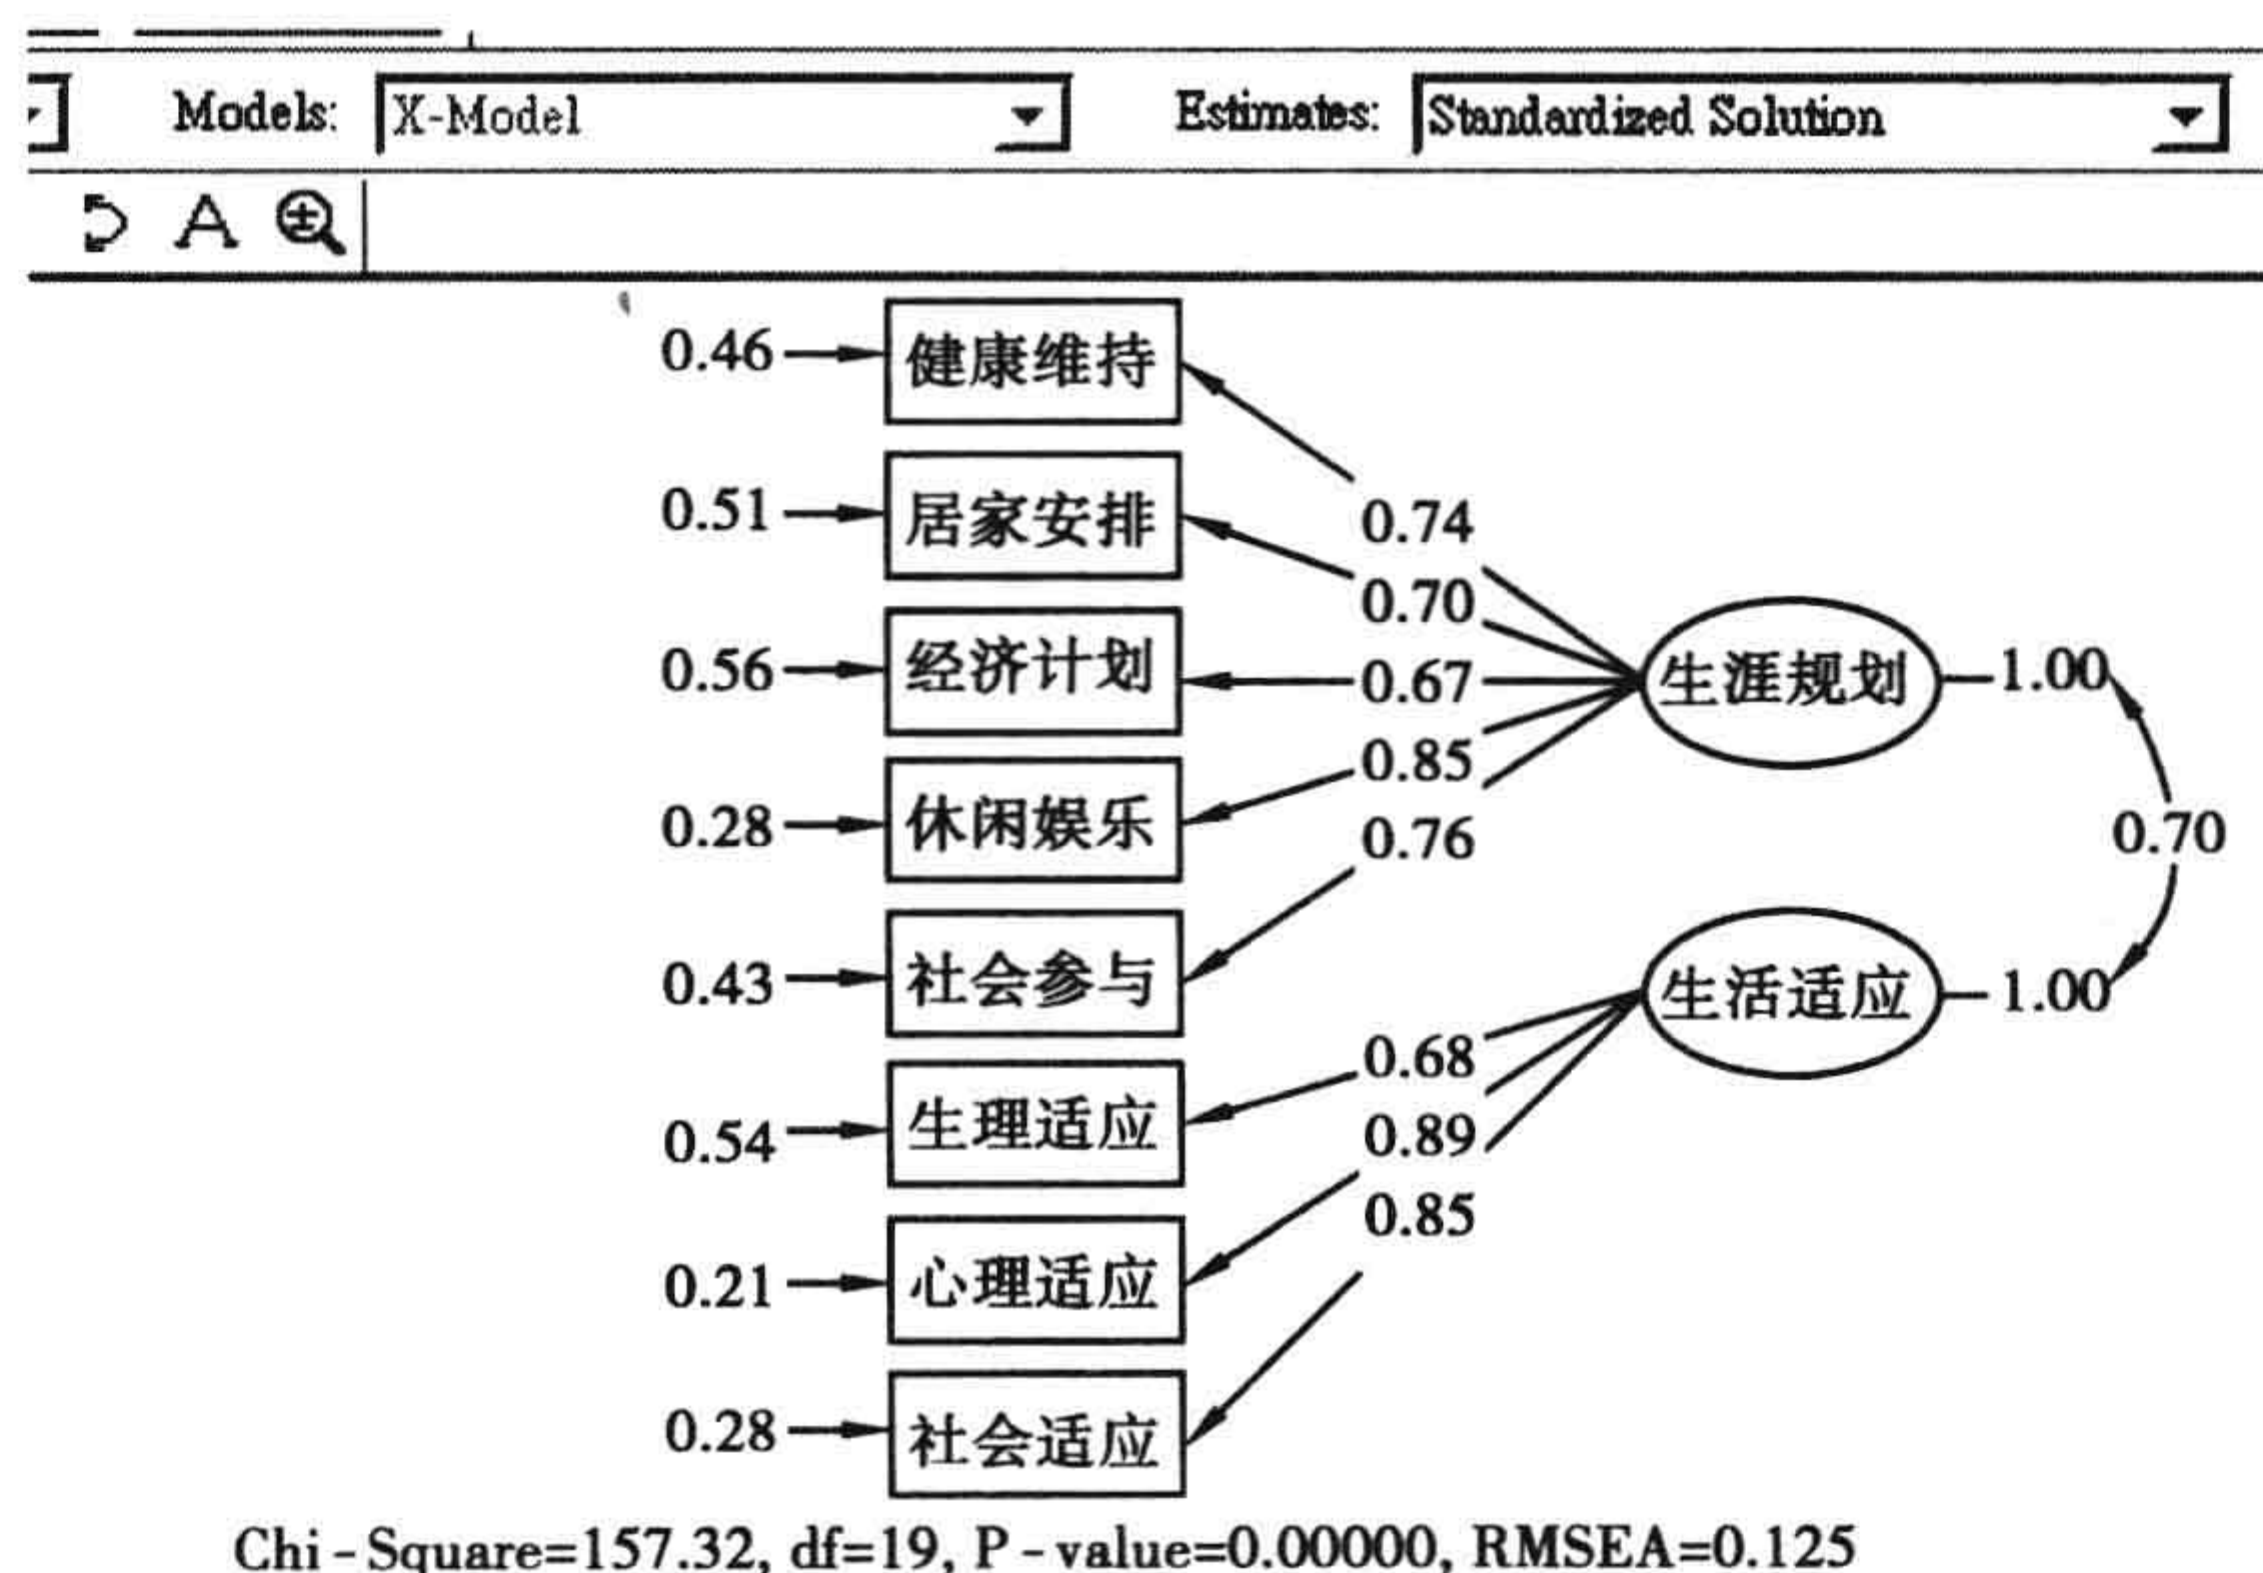 Models: X-Model Estimates: Standardized Solution
A
0.46 健康维持
0.74
0.51 居家安排
0.70
0.56 经济计划 0.67 生涯规划 1.00
0.85
0.28 休闲娱乐 0.76 0.70
0.43 社会参与 生活适应 1.00
0.68
0.54 生理适应 0.89
0.85
0.21 心理适应
0.28 社会适应
Chi-Square=157.32, df=19, P-value=0.00000, RMSEA=0.125